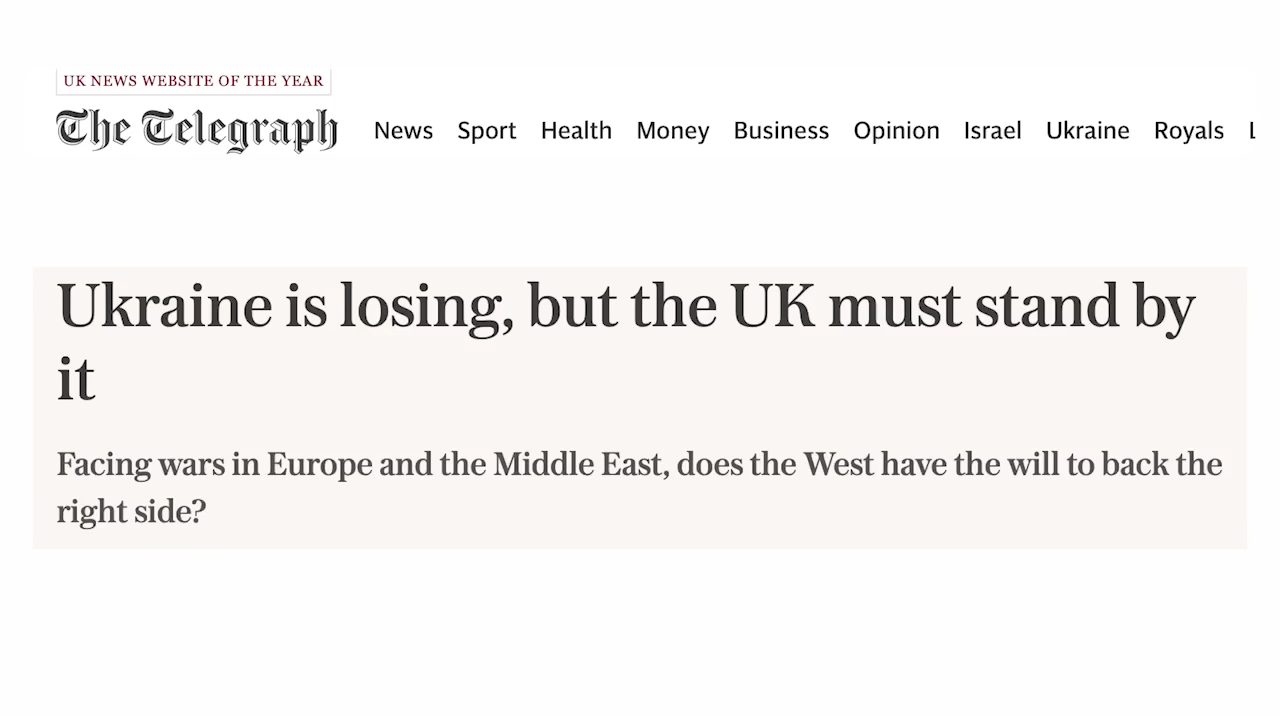 UK NEWS WEBSITE OF THE YEAR
The Telegraph News Sport Health Money Business Opinion Israel Ukraine Royals L
Ukraine is losing, but the UK must stand by
it
Facing wars in Europe and the Middle East, does the West have the will to back the
right side?